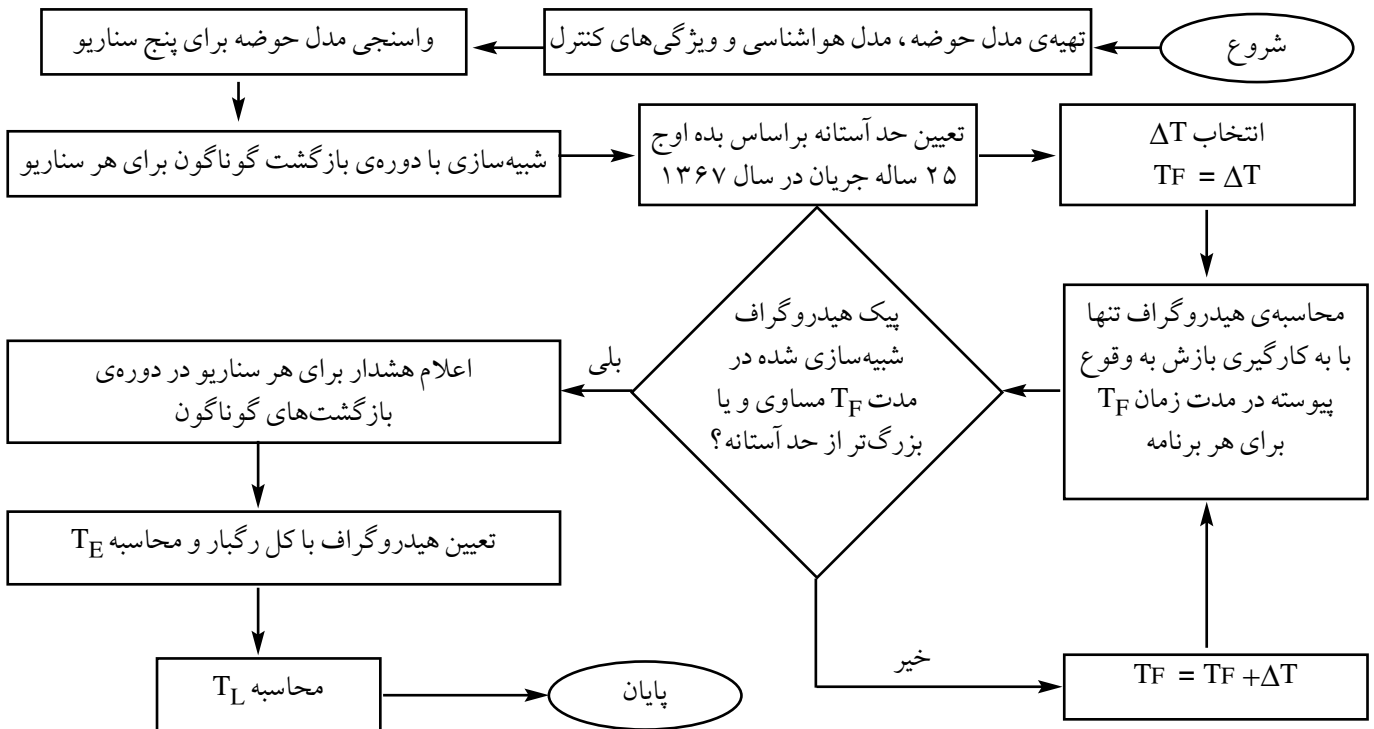 شروع
تهیه‌ی مدل حوضه، مدل هواشناسی و ویژگی‌های کنترل
واسنجی مدل حوضه برای پنج سناریو
شبیه‌سازی با دوره‌ی بازگشت گوناگون برای هر سناریو
تعیین حد آستانه براساس بده اوج
۲۵ ساله جریان در سال ۱۳۶۷
انتخاب ΔT
TF = ΔT
محاسبه‌ی هیدروگراف تنها
با به کارگیری بازش به وقوع
پیوسته در مدت زمان TF
برای هر برنامه
پیک هیدروگراف
شبیه‌سازی شده در
مدت TF مساوی و یا
بزرگ‌تر از حد آستانه؟
بلی
اعلام هشدار برای هر سناریو در دوره‌ی
بازگشت‌های گوناگون
تعیین هیدروگراف با کل رگبار و محاسبه TE
خیر
TF = TF +ΔT
محاسبه TL
پایان